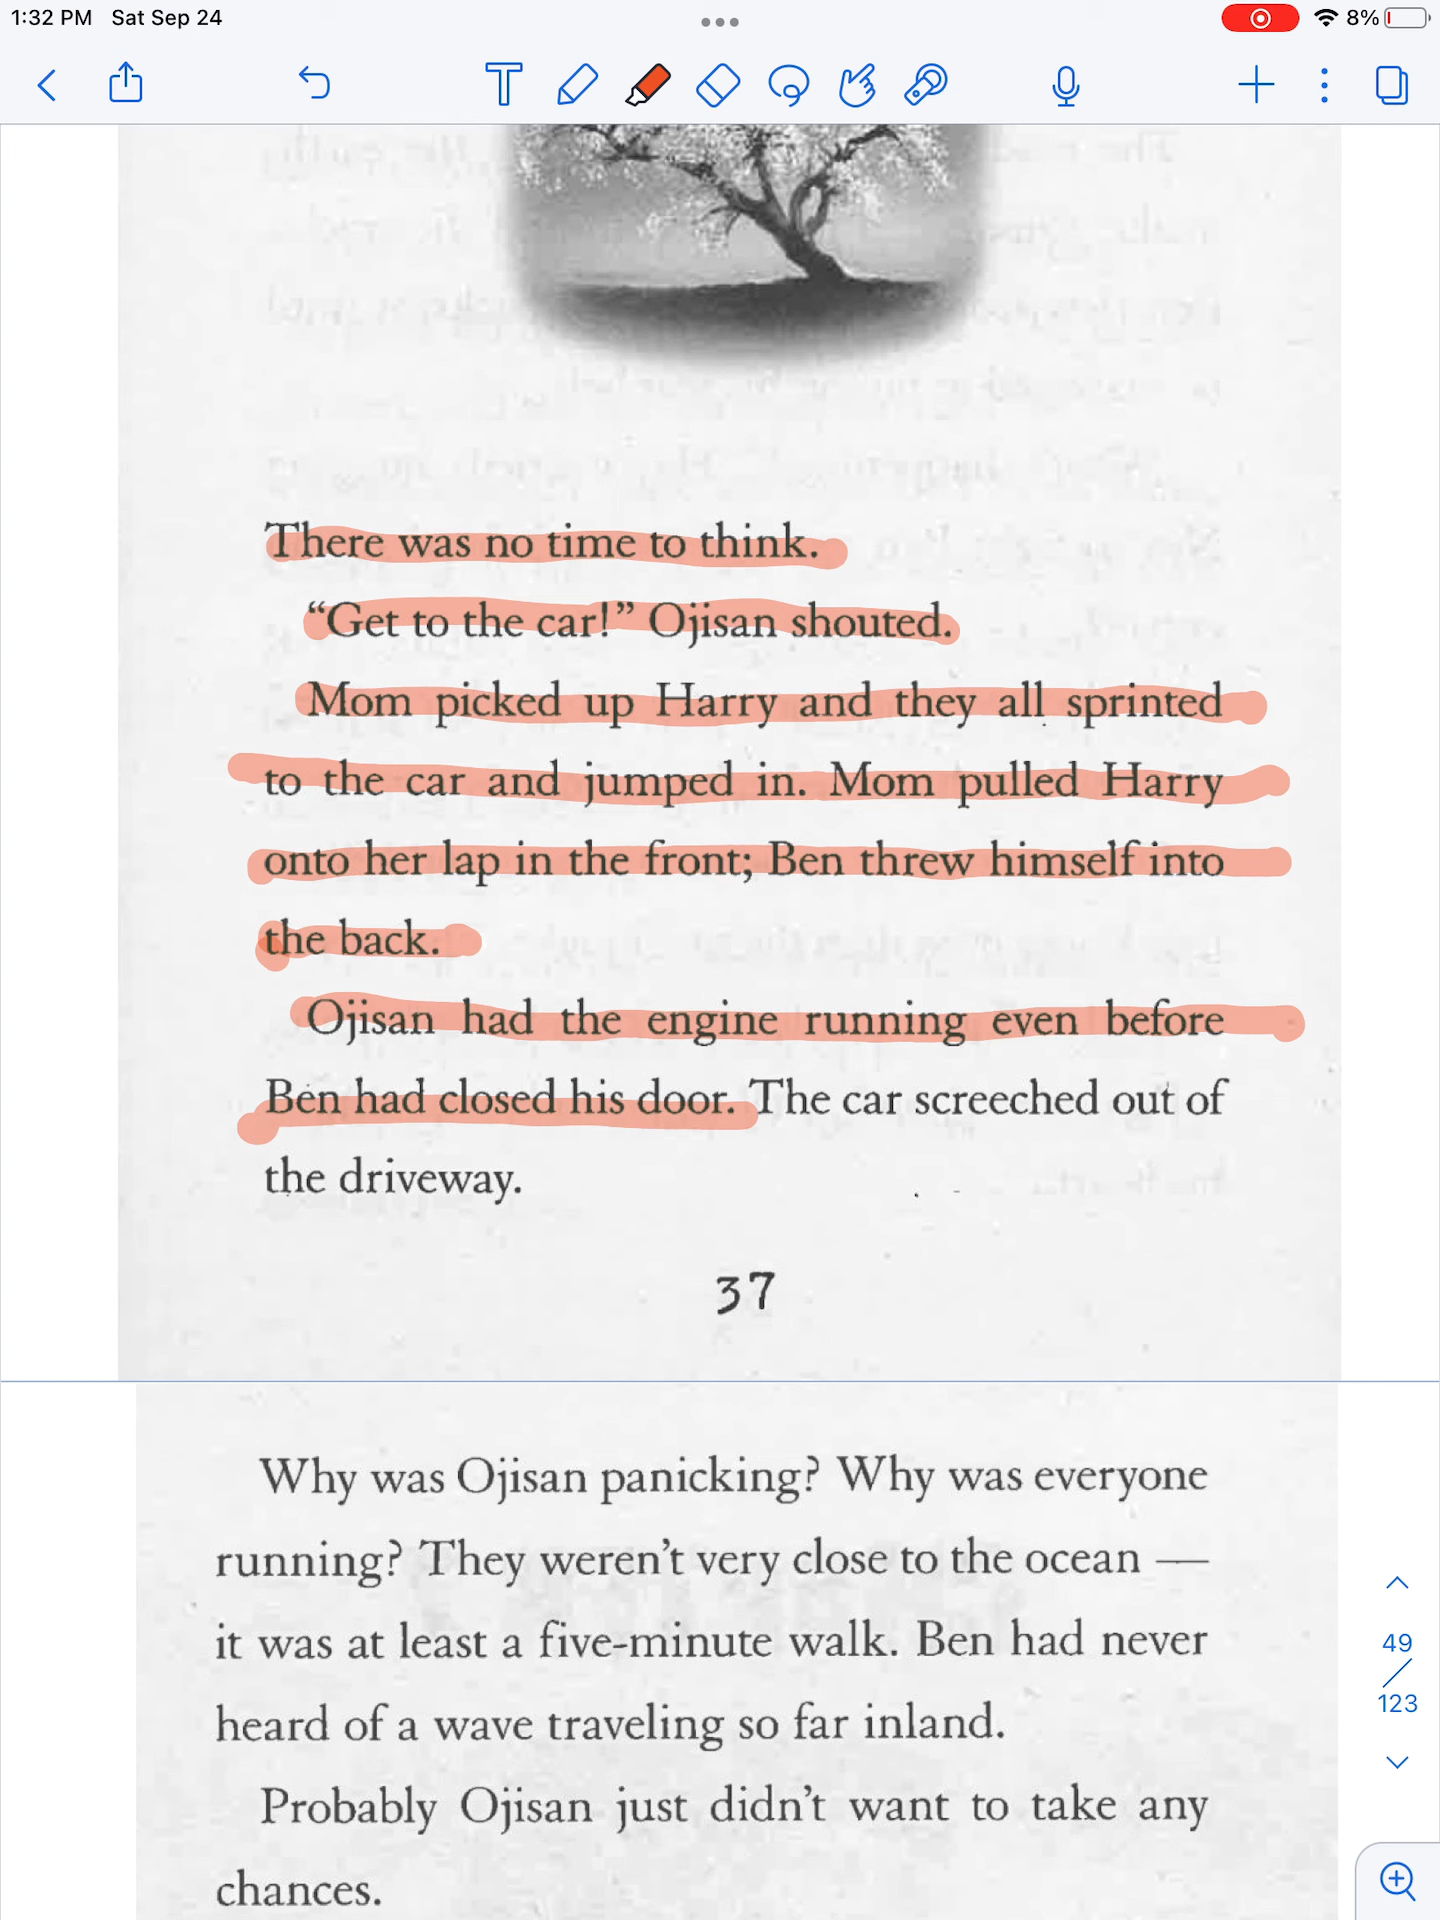 1:32 PM Sat Sep 24
8%
There was no time to think.
“Get to the car!” Ojisan shouted.
Mom picked up Harry and they all sprinted
to the car and jumped in. Mom pulled Harry
onto her lap in the front; Ben threw himself into
the back.
Ojisan had the engine running even before
Ben had closed his door. The car screeched out of
the driveway.
37
Why was Ojisan panicking? Why was everyone
running? They weren’t very close to the ocean —
it was at least a five-minute walk. Ben had never
heard of a wave traveling so far inland.
Probably Ojisan just didn’t want to take any
chances.
49
/
123